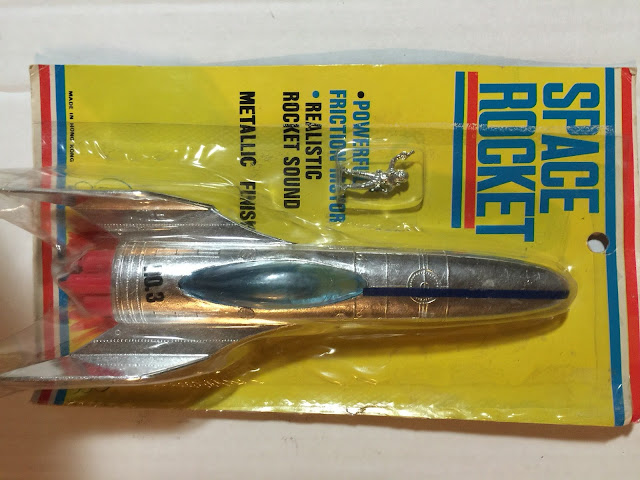 SPACE
ROCKET
•POWERFUL
FRICTION MOTOR
•REALISTIC
ROCKET SOUND
METALLIC FINISH
MADE IN HONG KONG